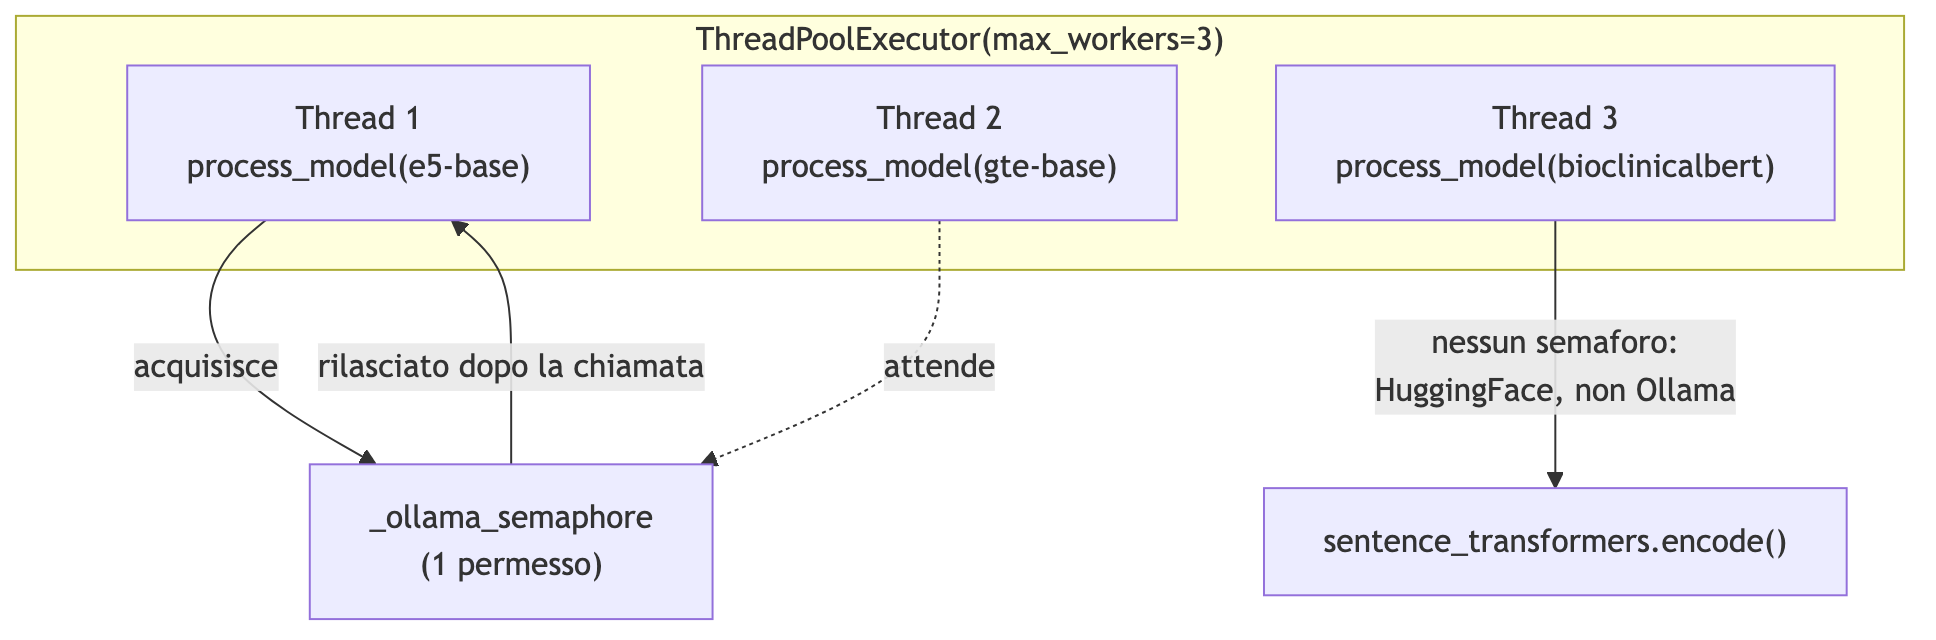 ThreadPoolExecutor(max_workers=3)
Thread 1
process_model(e5-base)
Thread 2
process_model(gte-base)
Thread 3
process_model(bioclinicalbert)
acquisisce
rilasciato dopo la chiamata
attende
nessun semaforo:
HuggingFace, non Ollama
_ollama_semaphore
(1 permesso)
sentence_transformers.encode()